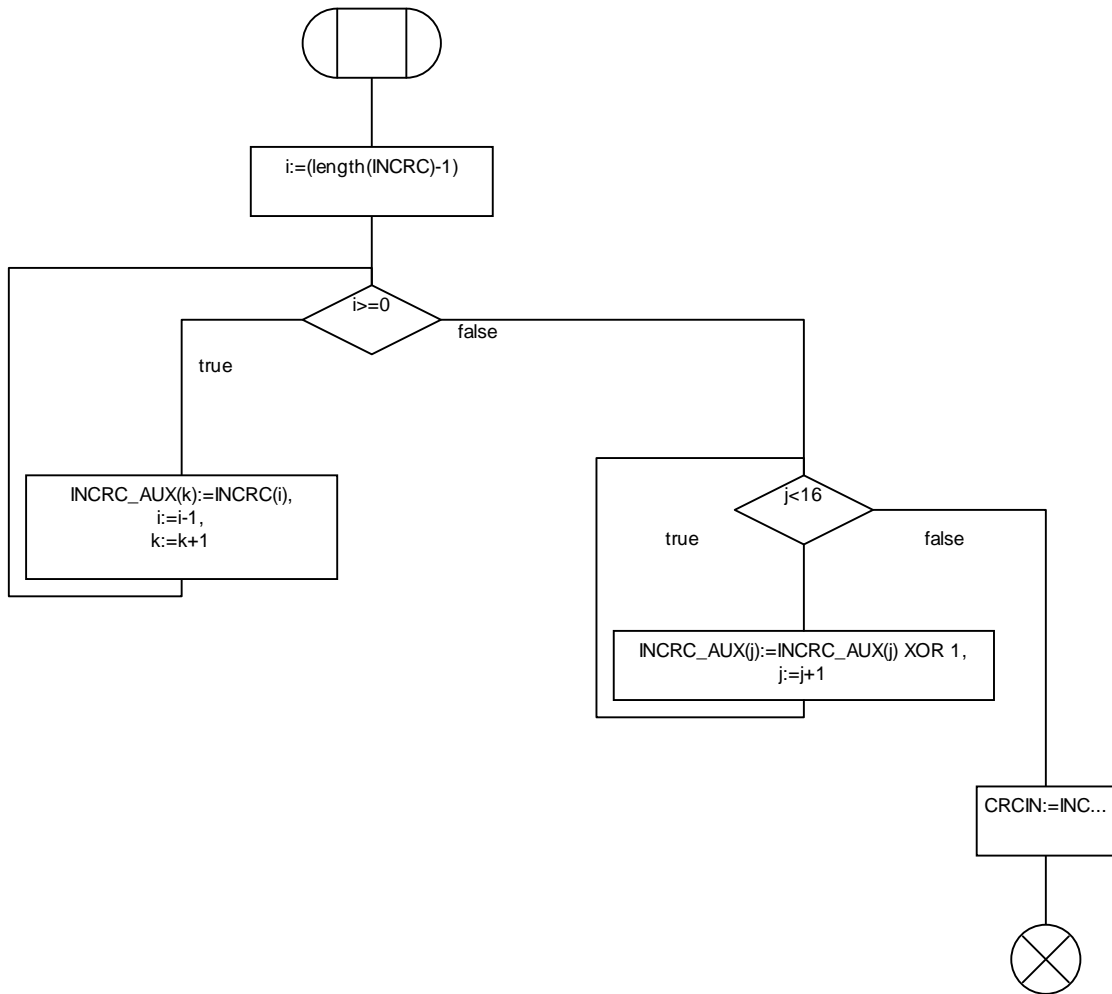 i:=(length(INCRC)-1)
i>=0
false
true
INCRC_AUX(k):=INCRC(i),
i:=i-1,
k:=k+1
j<16
true
false
INCRC_AUX(j):=INCRC_AUX(j) XOR 1,
j:=j+1
CRCIN:=INC...